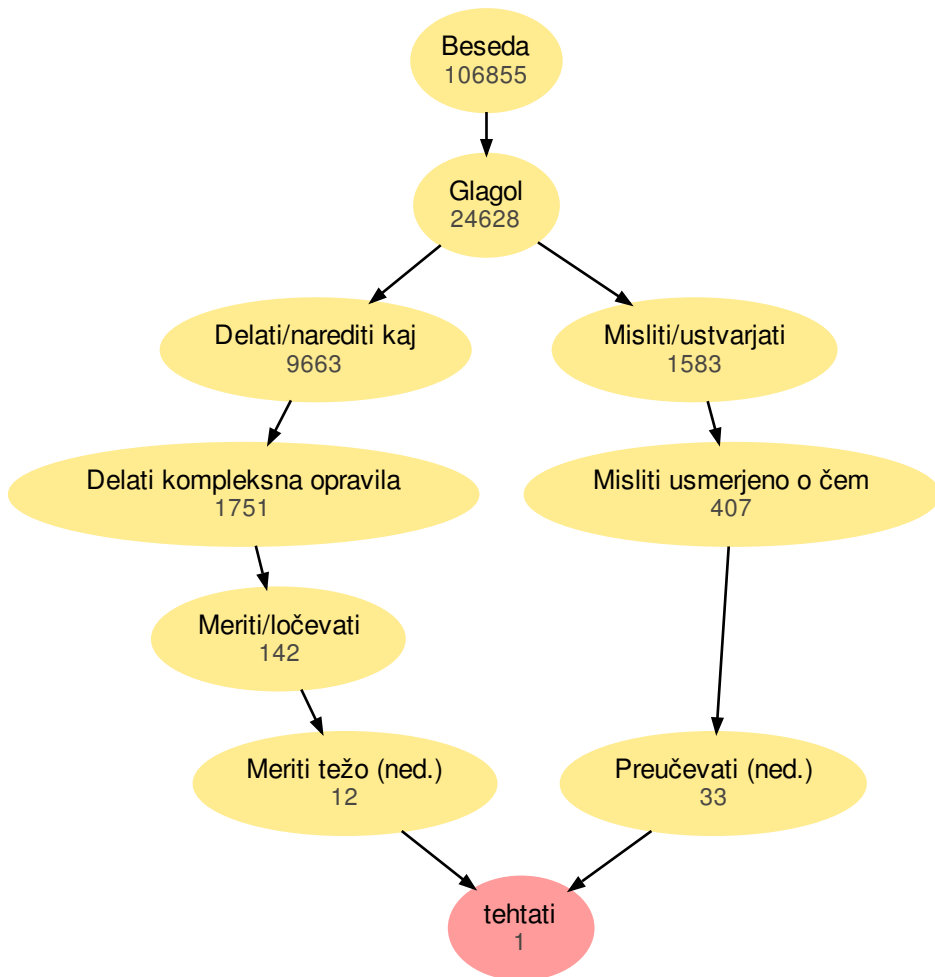 Beseda
106855
Glagol
24628
Delati/narediti kaj
9663
Misliti/ustvarjati
1583
Delati kompleksna opravila
1751
Misliti usmerjeno o čem
407
Meriti/ločevati
142
Meriti težo (ned.)
12
Preučevati (ned.)
33
tehtati
1